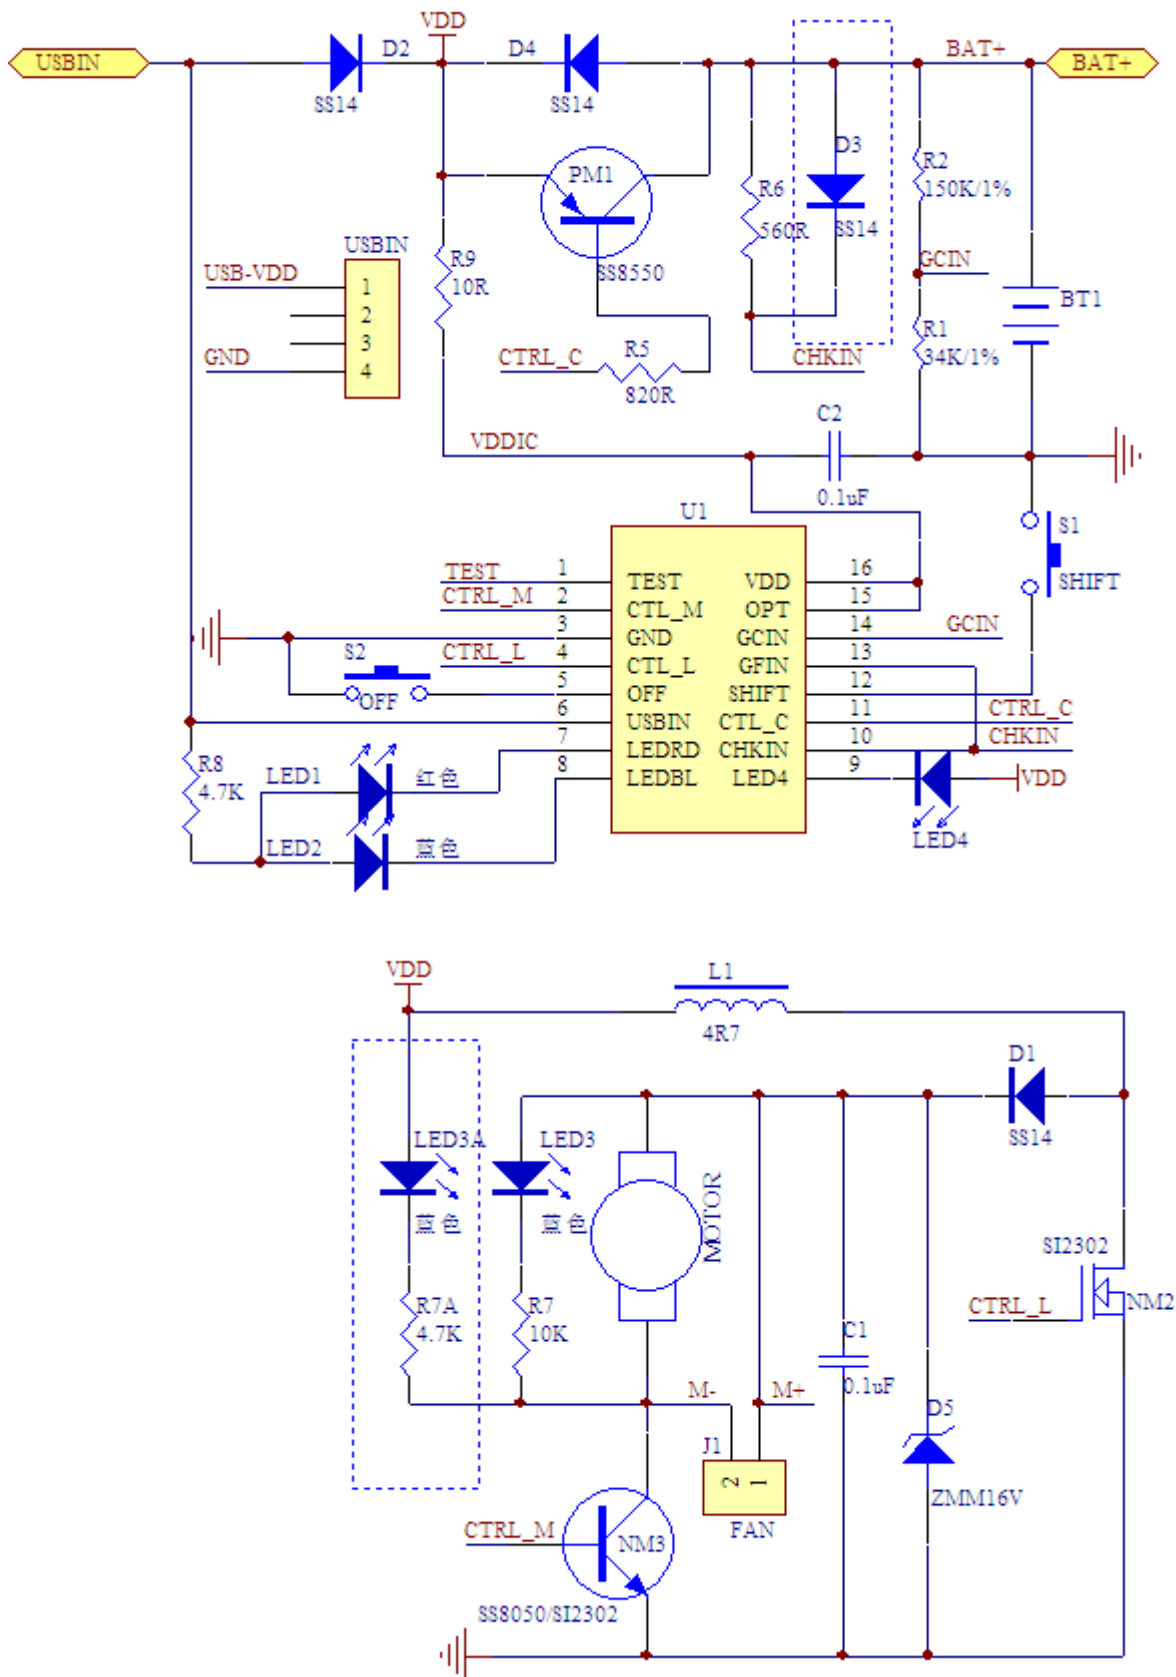 VDD
USBIN
D2
D4
BAT+
BAT+
SS14
SS14
D3
PM1
R6
R2
560R
150K/1%
SS14
USBIN
R9
SS8550
GCIN
USB-VDD
1
10R
2
BT1
3
R1
GND
4
CTRL_C
R5
CHKIN
34K/1%
820R
VDDIC
C2
0.1uF
U1
S1
TEST
1
TEST
VDD
16
SHIFT
CTRL_M
2
CTL_M
OPT
15
3
GND
GCIN
14
GCIN
S2
CTRL_L
4
CTL_L
GFIN
13
OFF
5
OFF
SHIFT
12
6
USBIN
CTL_C
11
CTRL_C
7
LEDRD
CHKIN
10
CHKIN
R8
4.7K
LED1
红色
8
LEDBL
LED4
9
VDD
LED2
蓝色
LED4
VDD
L1
4R7
D1
SS14
LED3A
LED3
MOTOR
蓝色
蓝色
SI2302
R7A
4.7K
R7
10K
CTRL_L
NM2
C1
0.1uF
M-
M+
D5
J1
2
1
ZMM16V
FAN
CTRL_M
NM3
SS8050/SI2302